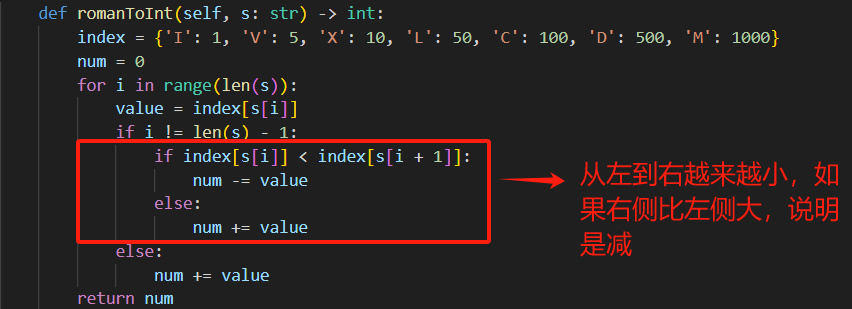 def romanToInt(self, s: str) -> int:
    index = {'I': 1, 'V': 5, 'X': 10, 'L': 50, 'C': 100, 'D': 500, 'M': 1000}
    num = 0
    for i in range(len(s)):
        value = index[s[i]]
        if i != len(s) - 1:
            if index[s[i]] < index[s[i + 1]]:
                num -= value
            else:
                num += value
        else:
            num += value
    return num
从左到右越来越小，如
果右侧比左侧大，说明
是减